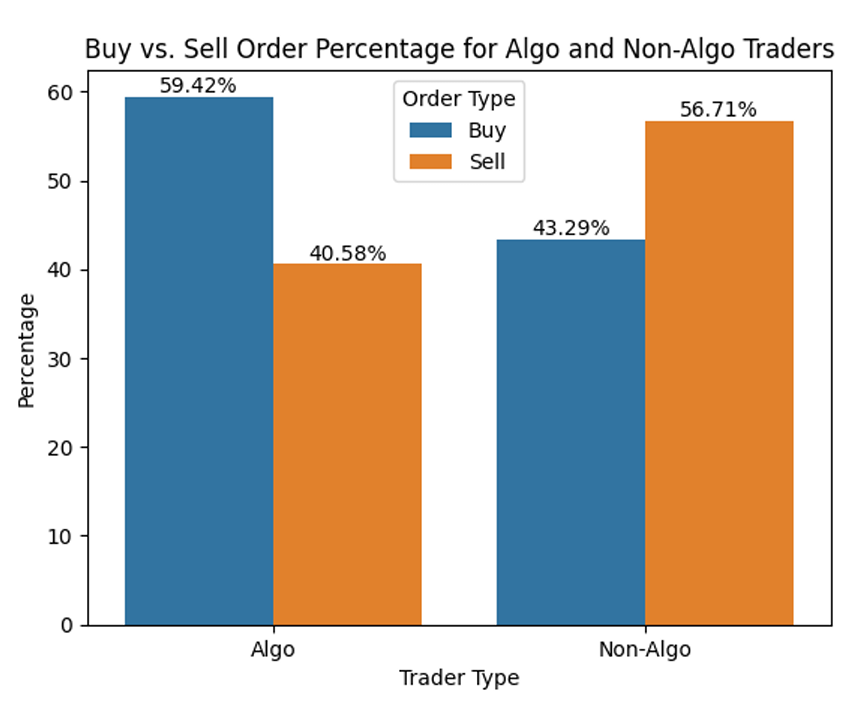 Buy vs. Sell Order Percentage for Algo and Non-Algo Traders
Order Type
Buy
Sell
59.42%
40.58%
43.29%
56.71%
60
50
40
30
20
10
0
Percentage
Algo
Non-Algo
Trader Type